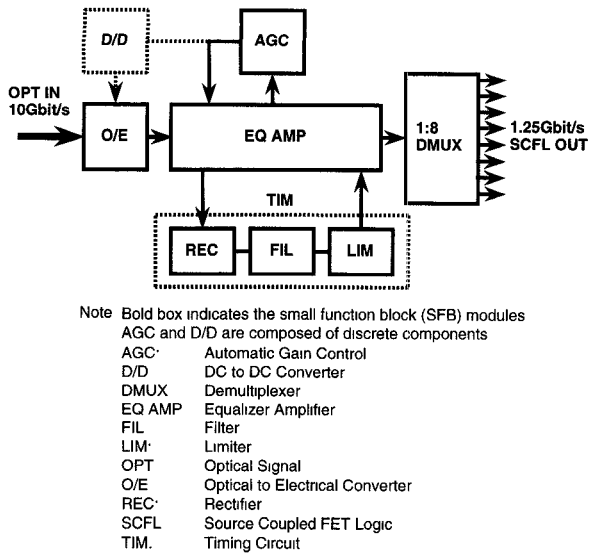 D/D
AGC
OPT IN
10Gbit/s
O/E
EQ AMP
1:8
DMUX
1.25Gbit/s
SCFL OUT
TIM
REC
FIL
LIM
Note Bold box indicates the small function block (SFB) modules
AGC and D/D are composed of discrete components
AGC· Automatic Gain Control
D/D DC to DC Converter
DMUX Demultiplexer
EQ AMP Equalizer Amplifier
FIL Filter
LIM· Limiter
OPT Optical Signal
O/E Optical to Electrical Converter
REC· Rectifier
SCFL Source Coupled FET Logic
TIM. Timing Circuit